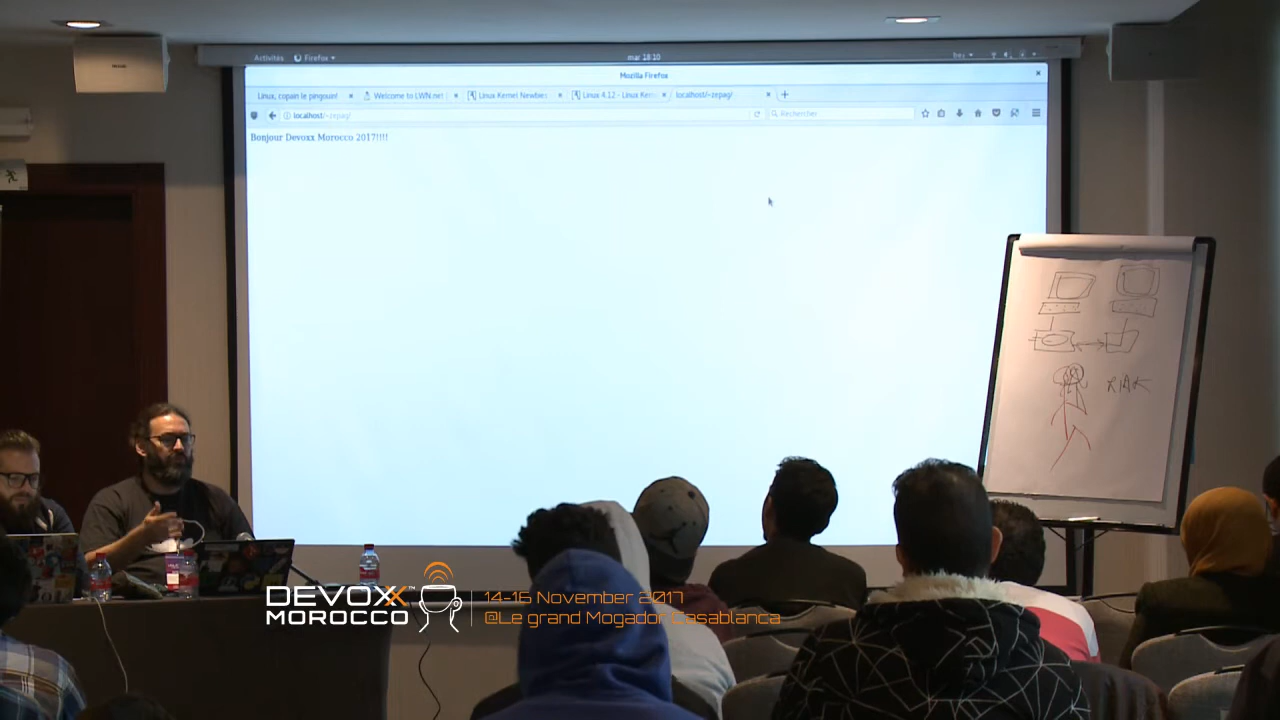 Activités Firefox mar 18:10
Mozilla Firefox
Linux, copain le pingouin! Welcome to LWN.net Linux Kernel Newbies Linux 4.12 - Linux Kern localhost/~zepag/
localhost/~zepag/ Rechercher
Bonjour Devoxx Morocco 2017!!!!
RIAK
DEVOXX™
MOROCCO
14-16 November 2017
@Le grand Mogador Casablanca